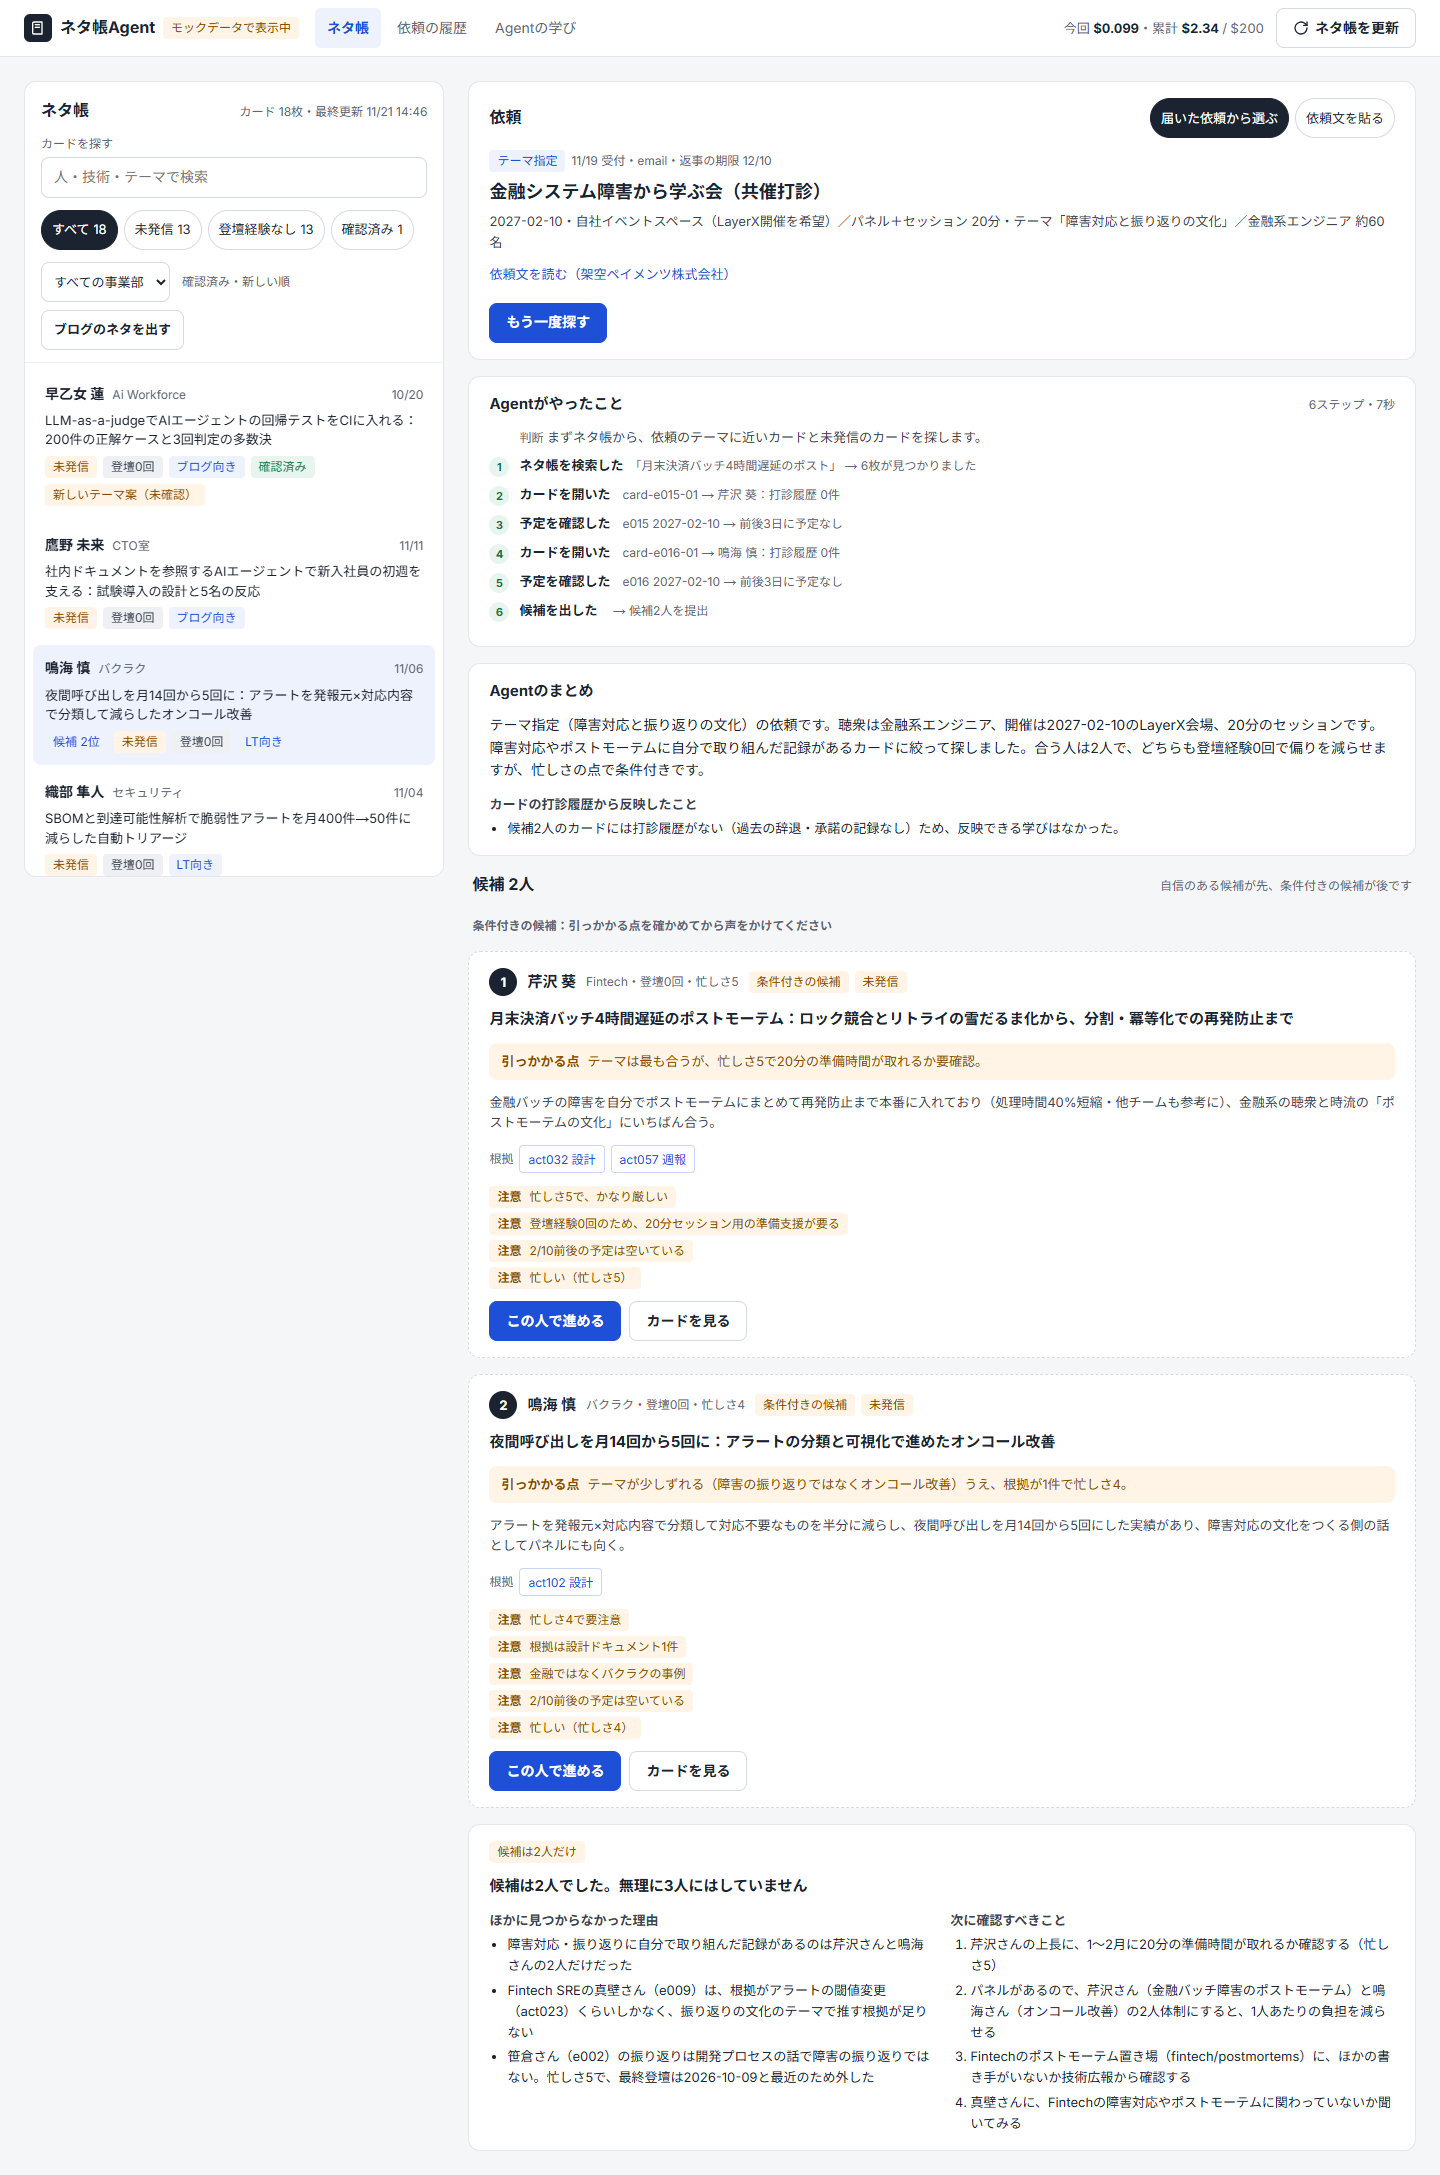 ネタ帳Agent
モックデータで表示中
ネタ帳
依頼の履歴
Agentの学び
今回 $0.099・累計 $2.34 / $200
ネタ帳を更新
ネタ帳
カード 18枚・最終更新 11/21 14:46
カードを探す
人・技術・テーマで検索
すべて 18
未発信 13
登壇経験なし 13
確認済み 1
すべての事業部
確認済み・新しい順
ブログのネタを出す
早乙女 蓮 Ai Workforce 10/20
LLM-as-a-judgeでAIエージェントの回帰テストをCIに入れる：
200件の正解ケースと3回判定の多数決
未発信 登壇0回 ブログ向き 確認済み
新しいテーマ案（未確認）
鷹野 未来 CTO室 11/11
社内ドキュメントを参照するAIエージェントで新入社員の初週を
支える：試験導入の設計と5名の反応
未発信 登壇0回 ブログ向き
鳴海 慎 バクラク 11/06
夜間呼び出しを月14回から5回に：アラートを発報元×対応内容
で分類して減らしたオンコール改善
候補 2位 未発信 登壇0回 LT向き
織部 隼人 セキュリティ 11/04
SBOMと到達可能性解析で脆弱性アラートを月400件→50件に
減らした自動トリアージ
未発信 登壇0回 LT向き
依頼
届いた依頼から選ぶ
依頼文を貼る
テーマ指定 11/19 受付・email・返事の期限 12/10
金融システム障害から学ぶ会（共催打診）
2027-02-10・自社イベントスペース（LayerX開催を希望）／パネル＋セッション 20分・テーマ「障害対応と振り返りの文化」／金融系エンジニア 約60
名
依頼文を読む（架空ペイメンツ株式会社）
もう一度探す
Agentがやったこと
6ステップ・7秒
判断 まずネタ帳から、依頼のテーマに近いカードと未発信のカードを探します。
1 ネタ帳を検索した 「月末決済バッチ4時間遅延のポスト」 → 6枚が見つかりました
2 カードを開いた card-e015-01 → 芹沢 葵：打診履歴 0件
3 予定を確認した e015 2027-02-10 → 前後3日に予定なし
4 カードを開いた card-e016-01 → 鳴海 慎：打診履歴 0件
5 予定を確認した e016 2027-02-10 → 前後3日に予定なし
6 候補を出した → 候補2人を提出
Agentのまとめ
テーマ指定（障害対応と振り返りの文化）の依頼です。聴衆は金融系エンジニア、開催は2027-02-10のLayerX会場、20分のセッションです。
障害対応やポストモーテムに自分で取り組んだ記録があるカードに絞って探しました。合う人は2人で、どちらも登壇経験0回で偏りを減らせま
すが、忙しさの点で条件付きです。
カードの打診履歴から反映したこと
• 候補2人のカードには打診履歴がない（過去の辞退・承諾の記録なし）ため、反映できる学びはなかった。
候補 2人
自信のある候補が先、条件付きの候補が後です
条件付きの候補：引っかかる点を確かめてから声をかけてください
1 芹沢 葵 Fintech・登壇0回・忙しさ5 条件付きの候補 未発信
月末決済バッチ4時間遅延のポストモーテム：ロック競合とリトライの雪だるま化から、分割・冪等化での再発防止まで
引っかかる点 テーマは最も合うが、忙しさ5で20分の準備時間が取れるか要確認。
金融バッチの障害を自分でポストモーテムにまとめて再発防止まで本番に入れており（処理時間40%短縮・他チームも参考に）、金融系の聴衆と時流の「ポ
ストモーテムの文化」にいちばん合う。
根拠 act032 設計 act057 週報
注意 忙しさ5で、かなり厳しい
注意 登壇経験0回のため、20分セッション用の準備支援が要る
注意 2/10前後の予定は空いている
注意 忙しい（忙しさ5）
この人で進める
カードを見る
2 鳴海 慎 バクラク・登壇0回・忙しさ4 条件付きの候補 未発信
夜間呼び出しを月14回から5回に：アラートの分類と可視化で進めたオンコール改善
引っかかる点 テーマが少しずれる（障害の振り返りではなくオンコール改善）うえ、根拠が1件で忙しさ4。
アラートを発報元×対応内容で分類して対応不要なものを半分に減らし、夜間呼び出しを月14回から5回にした実績があり、障害対応の文化をつくる側の話
としてパネルにも向く。
根拠 act102 設計
注意 忙しさ4で要注意
注意 根拠は設計ドキュメント1件
注意 金融ではなくバクラクの事例
注意 2/10前後の予定は空いている
注意 忙しい（忙しさ4）
この人で進める
カードを見る
候補は2人だけ
候補は2人でした。無理に3人にはしていません
ほかに見つからなかった理由
• 障害対応・振り返りに自分で取り組んだ記録があるのは芹沢さんと鳴海
さんの2人だけだった
• Fintech SREの真壁さん（e009）は、根拠がアラートの閾値変更
（act023）くらいしかなく、振り返りの文化のテーマで推す根拠が足り
ない
• 笹倉さん（e002）の振り返りは開発プロセスの話で障害の振り返りでは
ない。忙しさ5で、最終登壇は2026-10-09と最近のため外した
次に確認すべきこと
1. 芹沢さんの上長に、1〜2月に20分の準備時間が取れるか確認する（忙し
さ5）
2. パネルがあるので、芹沢さん（金融バッチ障害のポストモーテム）と鳴
海さん（オンコール改善）の2人体制にすると、1人あたりの負担を減ら
せる
3. Fintechのポストモーテム置き場（fintech/postmortems）に、ほかの書
き手がいないか技術広報から確認する
4. 真壁さんに、Fintechの障害対応やポストモーテムに関わっていないか聞
いてみる